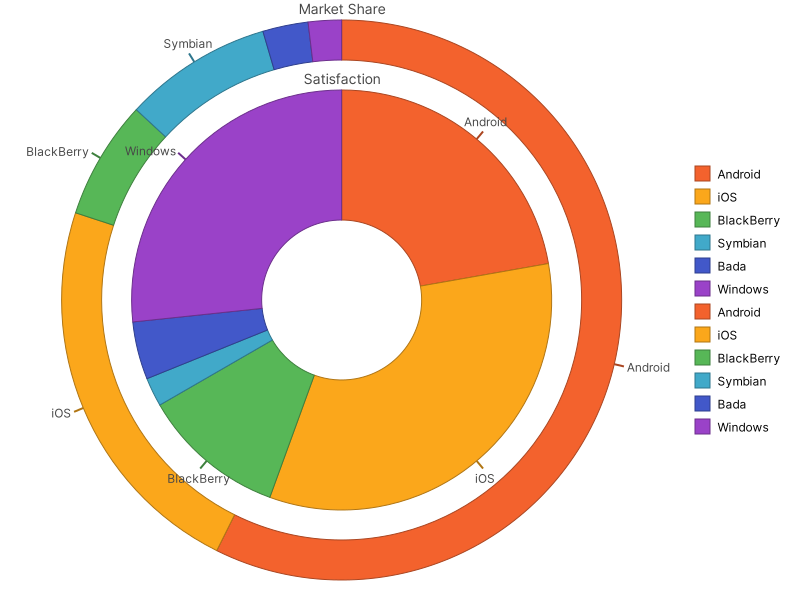 Market Share
Symbian
Satisfaction
Android
BlackBerry
Windows
Android
iOS
BlackBerry
iOS
Android
iOS
BlackBerry
Symbian
Bada
Windows
Android
iOS
BlackBerry
Symbian
Bada
Windows